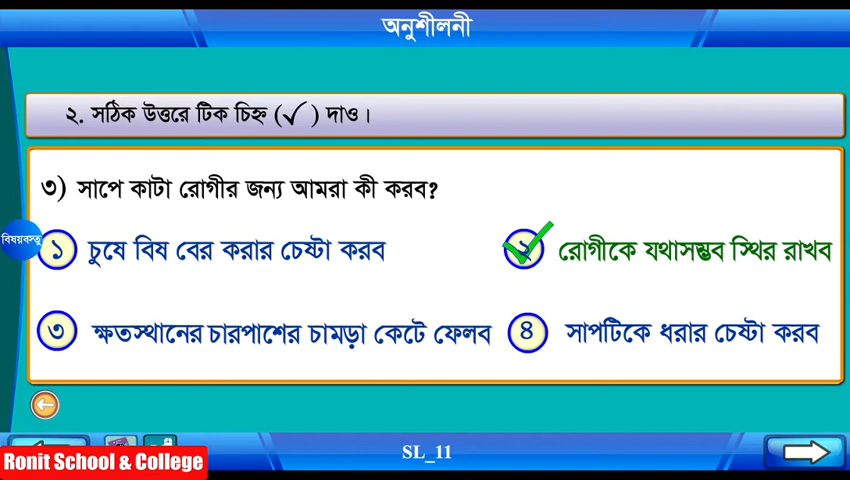 অনুশীলনী
২. সঠিক উত্তরে টিক চিহ্ন (✓) দাও।
৩) সাপে কাটা রোগীর জন্য আমরা কী করব?
বিষয়বস্তু
১ চুষে বিষ বের করার চেষ্টা করব
২ রোগীকে যথাসম্ভব স্থির রাখব
৩ ক্ষতস্থানের চারপাশের চামড়া কেটে ফেলব
৪ সাপটিকে ধরার চেষ্টা করব
SL_11
Ronit School & College